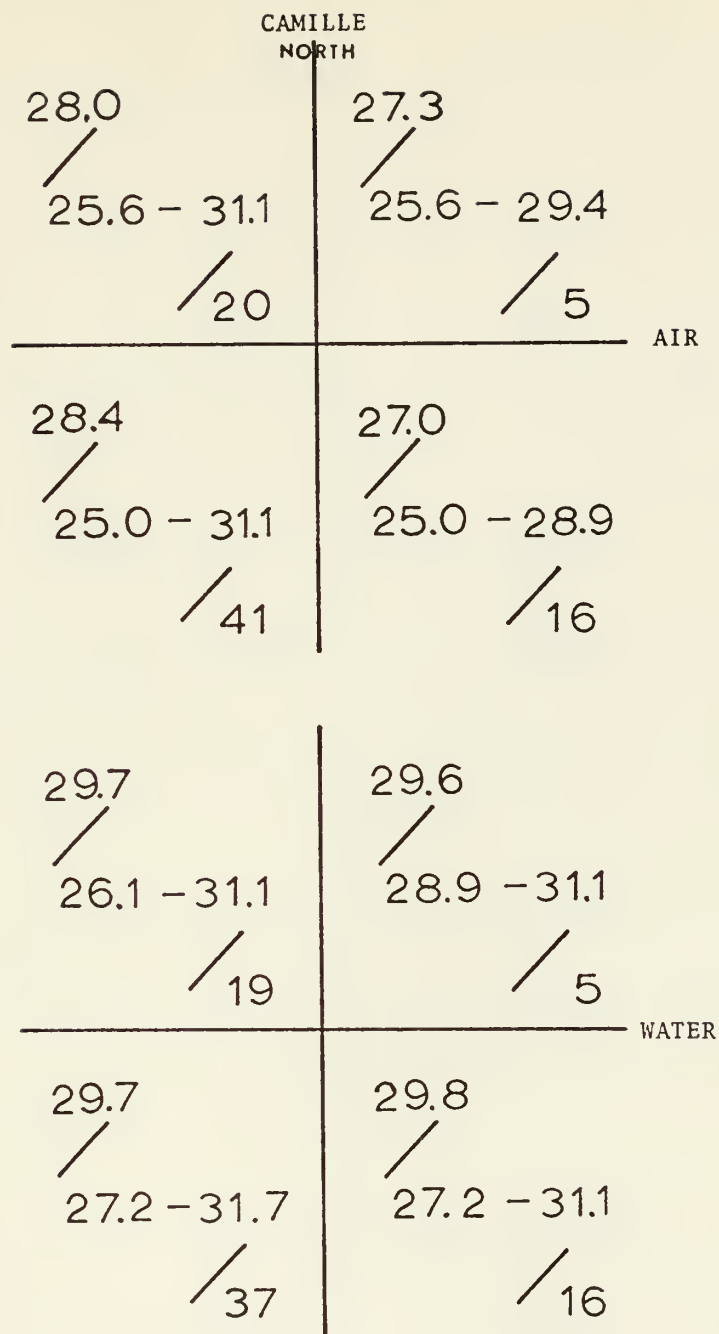 CAMILLE
NORTH
28.0 27.3
25.6 - 31.1 25.6 - 29.4
20 5
AIR
28.4 27.0
25.0 - 31.1 25.0 - 28.9
41 16
29.7 29.6
26.1 - 31.1 28.9 - 31.1
19 5
WATER
29.7 29.8
27.2 - 31.7 27.2 - 31.1
37 16